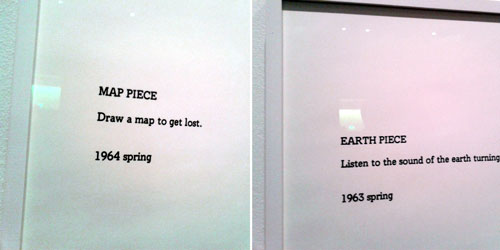 MAP PIECE
Draw a map to get lost.
1964 spring
EARTH PIECE
Listen to the sound of the earth turning
1963 spring